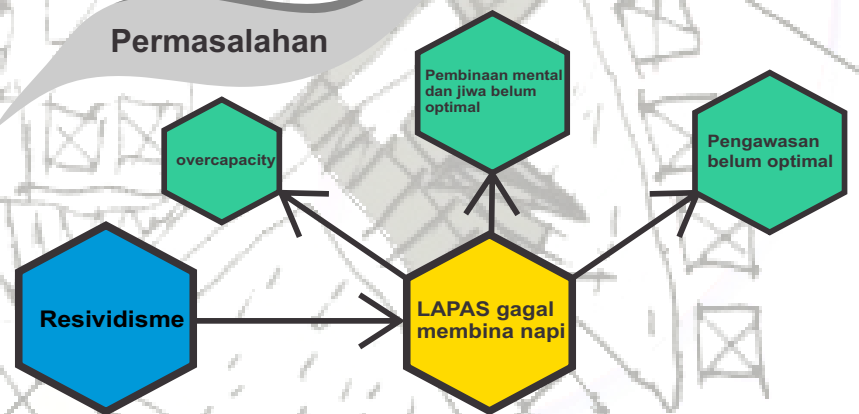 Permasalahan
Pembinaan mental
dan jiwa belum
optimal
overcapacity
Pengawasan
belum optimal
Resividisme
LAPAS gagal
membina napi